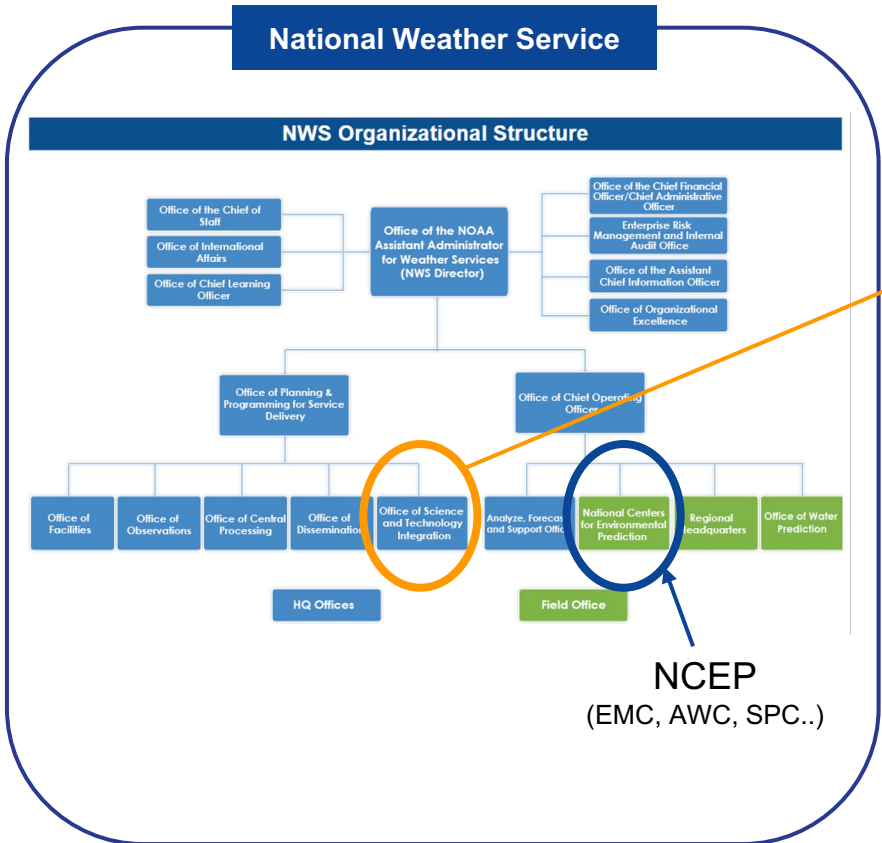 National Weather Service
NWS Organizational Structure
Office of the Chief of
Staff
Office of International
Affairs
Office of Chief Learning
Officer
Office of the NOAA
Assistant Administrator
for Weather Services
(NWS Director)
Office of the Chief Financial
Officer/Chief Administrative
Officer
Enterprise Risk
Management and Internal
Audit Office
Office of the Assistant
Chief Information Officer
Office of Organizational
Excellence
Office of Planning &
Programming for Service
Delivery
Office of Chief Operating
Officer
Office of
Facilities
Office of
Observations
Office of Central
Processing
Office of
Dissemination
Office of Science
and Technology
Integration
Analyze, Forecast
and Support Office
National Centers
for Environmental
Prediction
Regional
Headquarters
Office of Water
Prediction
HQ Offices
Field Office
NCEP
(EMC, AWC, SPC..)